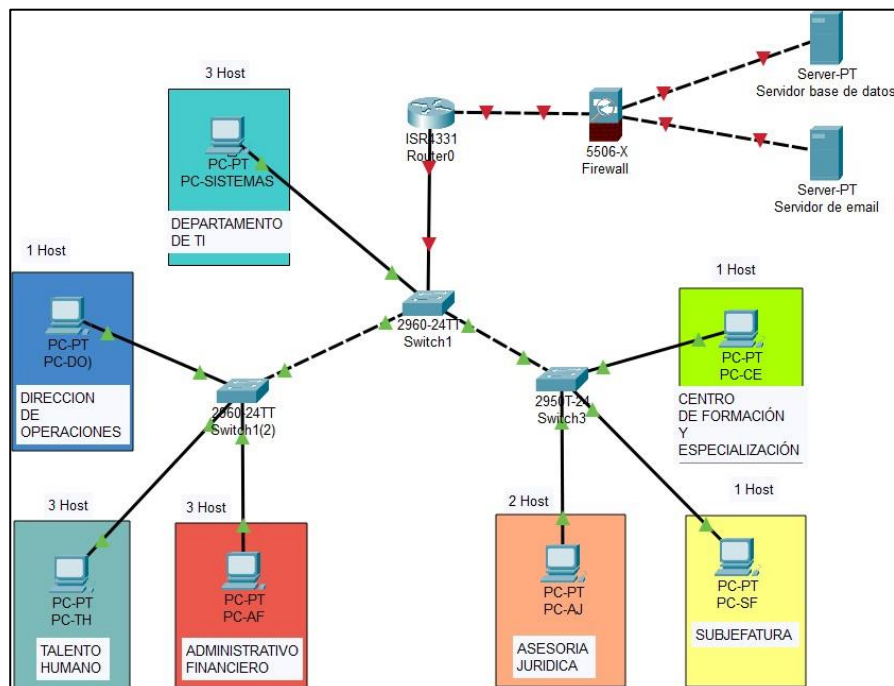 3 Host
PC-PT
PC-SISTEMAS
DEPARTAMENTO
DE TI
ISR4331
Router0
5506-X
Firewall
Server-PT
Servidor base de datos
Server-PT
Servidor de email
1 Host
PC-PT
PC-DO)
DIRECCION
DE
OPERACIONES
2960-24TT
Switch1
2960-24TT
Switch1(2)
2950T-24
Switch3
1 Host
PC-PT
PC-CE
CENTRO
DE FORMACIÓN
Y
ESPECIALIZACIÓN
3 Host
PC-PT
PC-TH
TALENTO
HUMANO
3 Host
PC-PT
PC-AF
ADMINISTRATIVO
FINANCIERO
2 Host
PC-PT
PC-AJ
ASESORIA
JURIDICA
1 Host
PC-PT
PC-SF
SUBJEFATURA